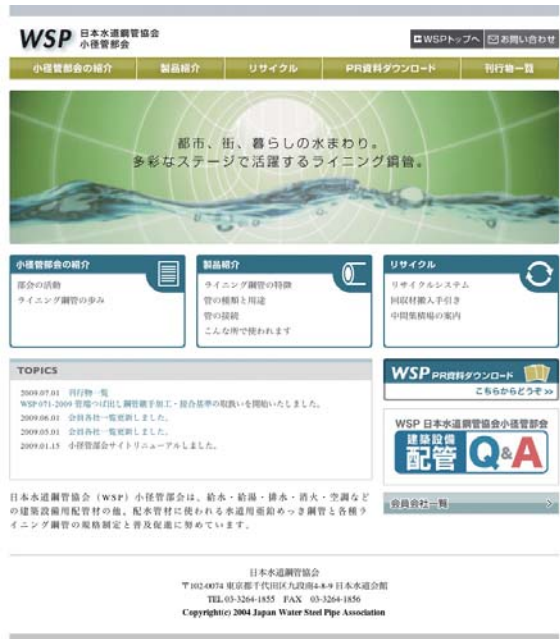 WSP 日本水道鋼管協会
小径管部会
WSPトップへ お問い合わせ
小径管部会の紹介 製品紹介 リサイクル PR資料ダウンロード 刊行物一覧
都市、街、暮らしの水まわり。
多彩なステージで活躍するライニング鋼管。
小径管部会の紹介
部会の活動
ライニング鋼管の歩み
製品紹介
ライニング鋼管の特徴
管の種類と用途
管の接続
こんな所で使われます
リサイクル
リサイクルシステム
回収材搬入手引き
中間集積場の案内
TOPICS
2009.07.01 刊行物一覧
WSP 071-2009 管端つば出し鋼管継手加工・接合基準の取扱いを開始いたしました。
2009.06.01 会員各社一覧更新しました。
2009.05.01 会員各社一覧更新しました。
2009.01.15 小径管部会サイトリニューアルしました。
WSP PR資料ダウンロード
こちらからどうぞ >>
WSP 日本水道鋼管協会小径管部会
建築設備
配管 Q&A
会員会社一覧 >
日本水道鋼管協会（WSP）小径管部会は、給水・給湯・排水・消火・空調など
の建築設備用配管材の他、配水管材に使われる水道用亜鉛めっき鋼管と各種ラ
イニング鋼管の規格制定と普及促進に努めています。
日本水道鋼管協会
〒102-0074 東京都千代田区九段南4-8-9 日本水道会館
TEL 03-3264-1855 FAX 03-3264-1856
Copyright(c) 2004 Japan Water Steel Pipe Association